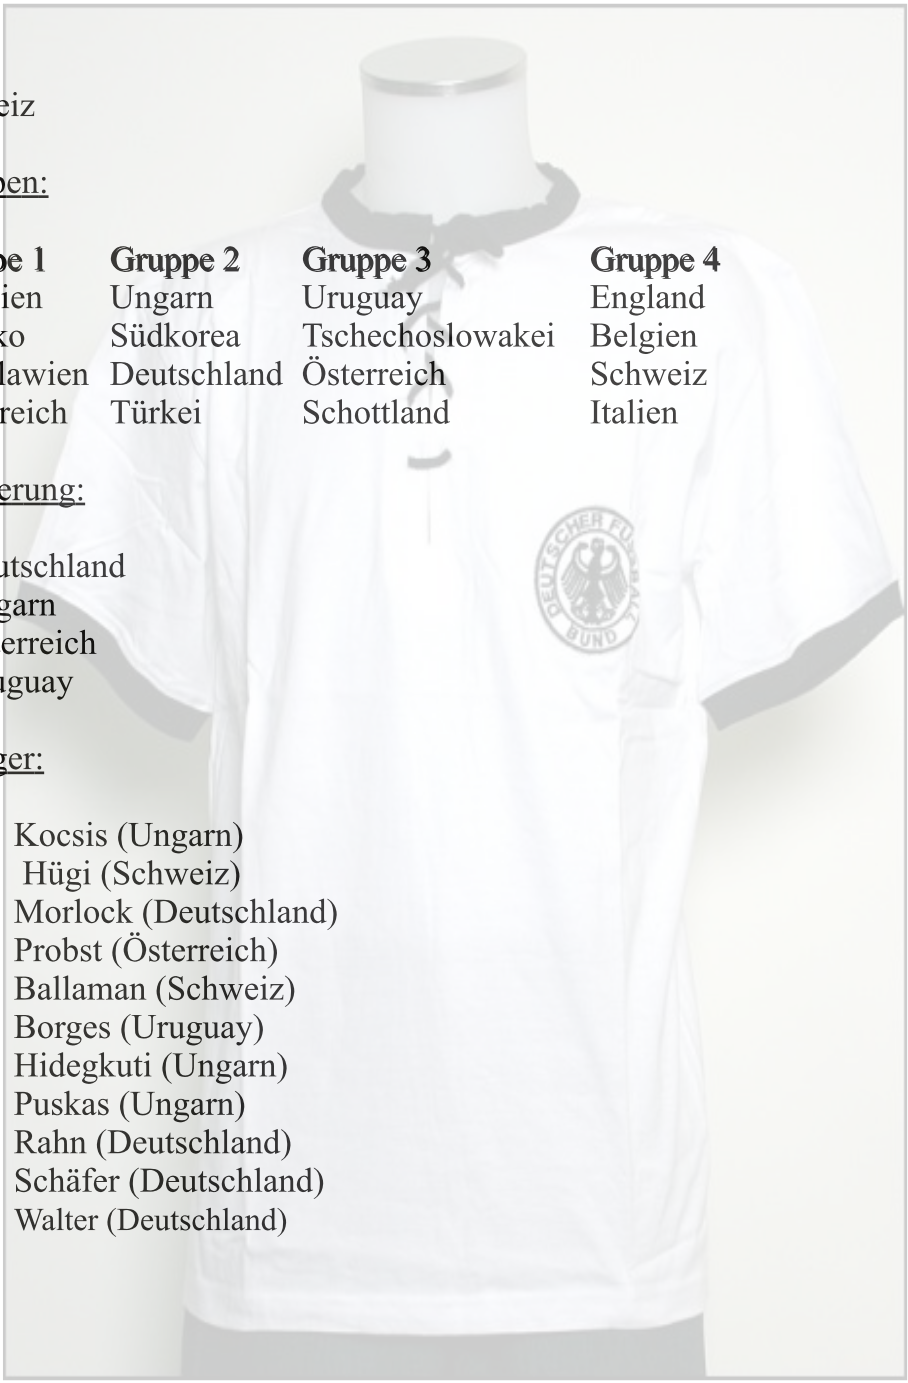 eiz
pen:
pe 1 Gruppe 2 Gruppe 3 Gruppe 4
ien Ungarn Uruguay England
ko Südkorea Tschechoslowakei Belgien
lawien Deutschland Österreich Schweiz
reich Türkei Schottland Italien
erung:
utschland
garn
erreich
uguay
ger:
Kocsis (Ungarn)
Hügi (Schweiz)
Morlock (Deutschland)
Probst (Österreich)
Ballaman (Schweiz)
Borges (Uruguay)
Hidegkuti (Ungarn)
Puskas (Ungarn)
Rahn (Deutschland)
Schäfer (Deutschland)
Walter (Deutschland)
DEUTSCHER FUSSBALL
BUND